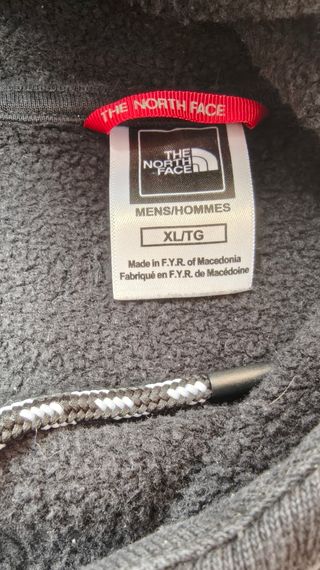 THE NORTH FACE
THE
NORTH
FACE
MENS/HOMMES
XL/TG
Made in F.Y.R. of Macedonia
Fabriqué en F.Y.R. de Macédoine